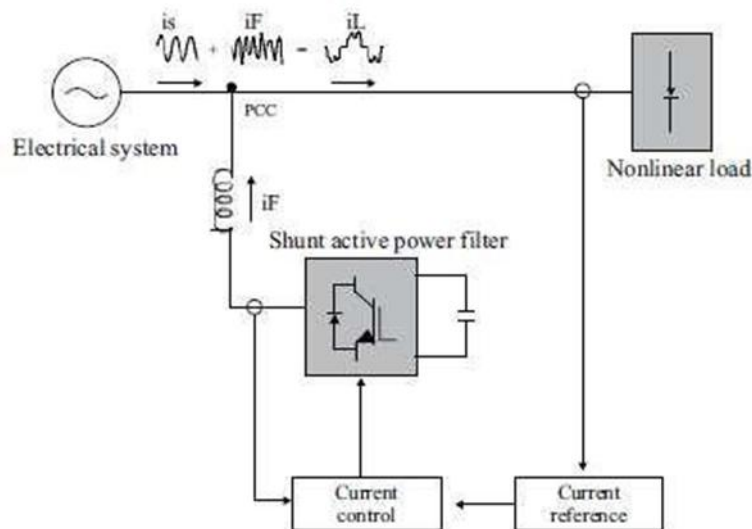 is iF iL
+ =
PCC
Electrical system
Nonlinear load
iF
Shunt active power filter
Current
control
Current
reference